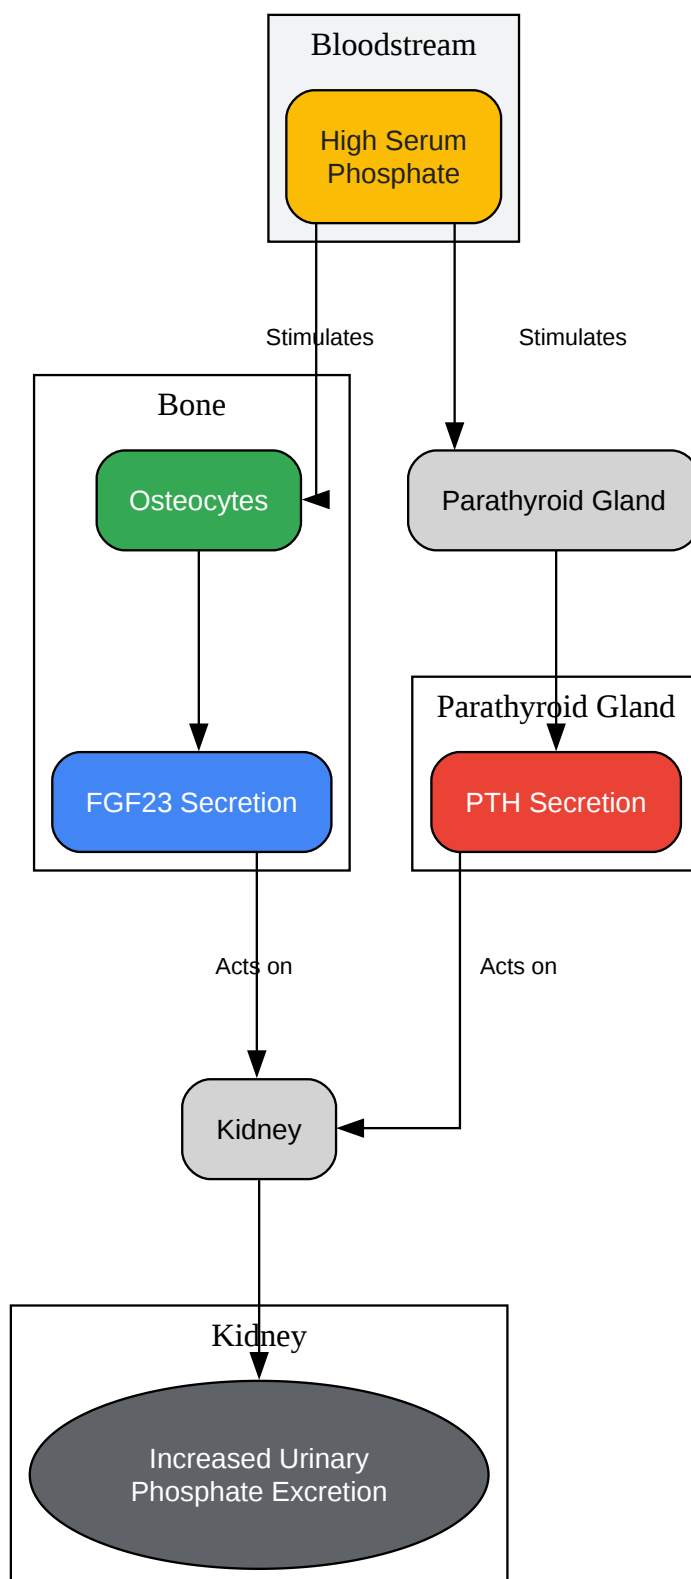 Bloodstream
High Serum
Phosphate
Stimulates
Stimulates
Bone
Osteocytes
Parathyroid Gland
Parathyroid Gland
FGF23 Secretion
PTH Secretion
Acts on
Acts on
Kidney
Kidney
Increased Urinary
Phosphate Excretion